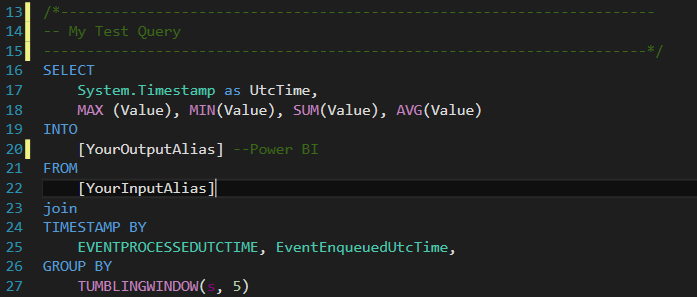 13 /*--------------------------------------------------------------------
14 -- My Test Query
15 ---------------------------------------------------------------------*/
16 SELECT
17 System.Timestamp as UtcTime,
18 MAX (Value), MIN(Value), SUM(Value), AVG(Value)
19 INTO
20 [YourOutputAlias] --Power BI
21 FROM
22 [YourInputAlias]
23 join
24 TIMESTAMP BY
25 EVENTPROCESSEDUTCTIME, EventEnqueuedUtcTime,
26 GROUP BY
27 TUMBLINGWINDOW(s, 5)